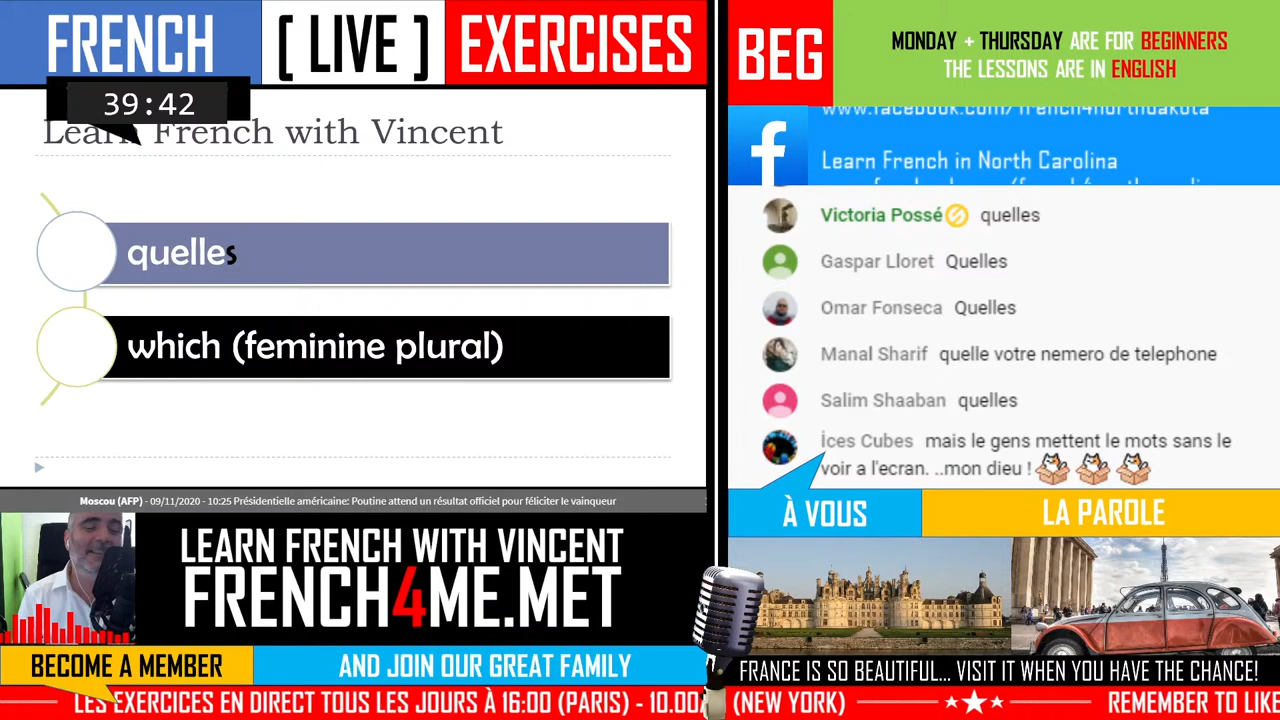 FRENCH
[ LIVE ]
EXERCISES
39:42
Learn French with Vincent
quelles
which (feminine plural)
Moscou (AFP) - 09/11/2020 - 10:25 Présidentielle américaine: Poutine attend un résultat officiel pour féliciter le vainqueur
LEARN FRENCH WITH VINCENT
FRENCH4ME.MET
BECOME A MEMBER
AND JOIN OUR GREAT FAMILY
BEG
MONDAY + THURSDAY ARE FOR BEGINNERS
THE LESSONS ARE IN ENGLISH
f
www.facebook.com/french4northdakota
Learn French in North Carolina
Victoria Possé quelles
Gaspar Lloret Quelles
Omar Fonseca Quelles
Manal Sharif quelle votre nemero de telephone
Salim Shaaban quelles
İces Cubes mais le gens mettent le mots sans le
voir a l'ecran. ..mon dieu !
À VOUS
LA PAROLE
FRANCE IS SO BEAUTIFUL... VISIT IT WHEN YOU HAVE THE CHANCE!
LES EXERCICES EN DIRECT TOUS LES JOURS À 16:00 (PARIS) - 10.00 (NEW YORK) REMEMBER TO LIKE